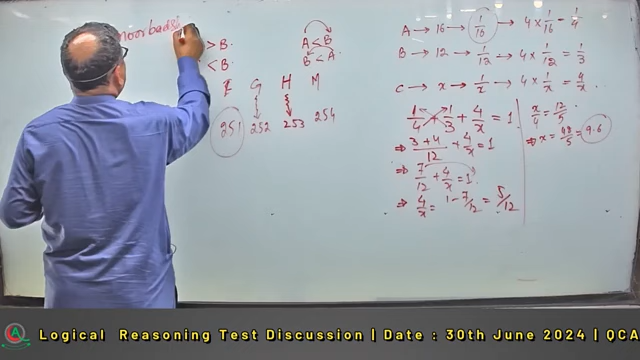 noorbadsh
> B.
< B.
A < B
B < A.
₹ G H M
251 252 253 254
A → 16 → 1/16 → 4 × 1/16 = 1/4
B → 12 → 1/12 → 4 × 1/12 = 1/3
C → x → 1/x → 4 × 1/x = 4/x
1/4 + 1/3 + 4/x = 1
⇒ 3+4/12 + 4/x = 1
⇒ 7/12 + 4/x = 1
⇒ 4/x = 1 - 7/12 = 5/12
x/4 = 12/5
⇒ x = 48/5 = 9.6
Logical Reasoning Test Discussion | Date : 30th June 2024 | QCA